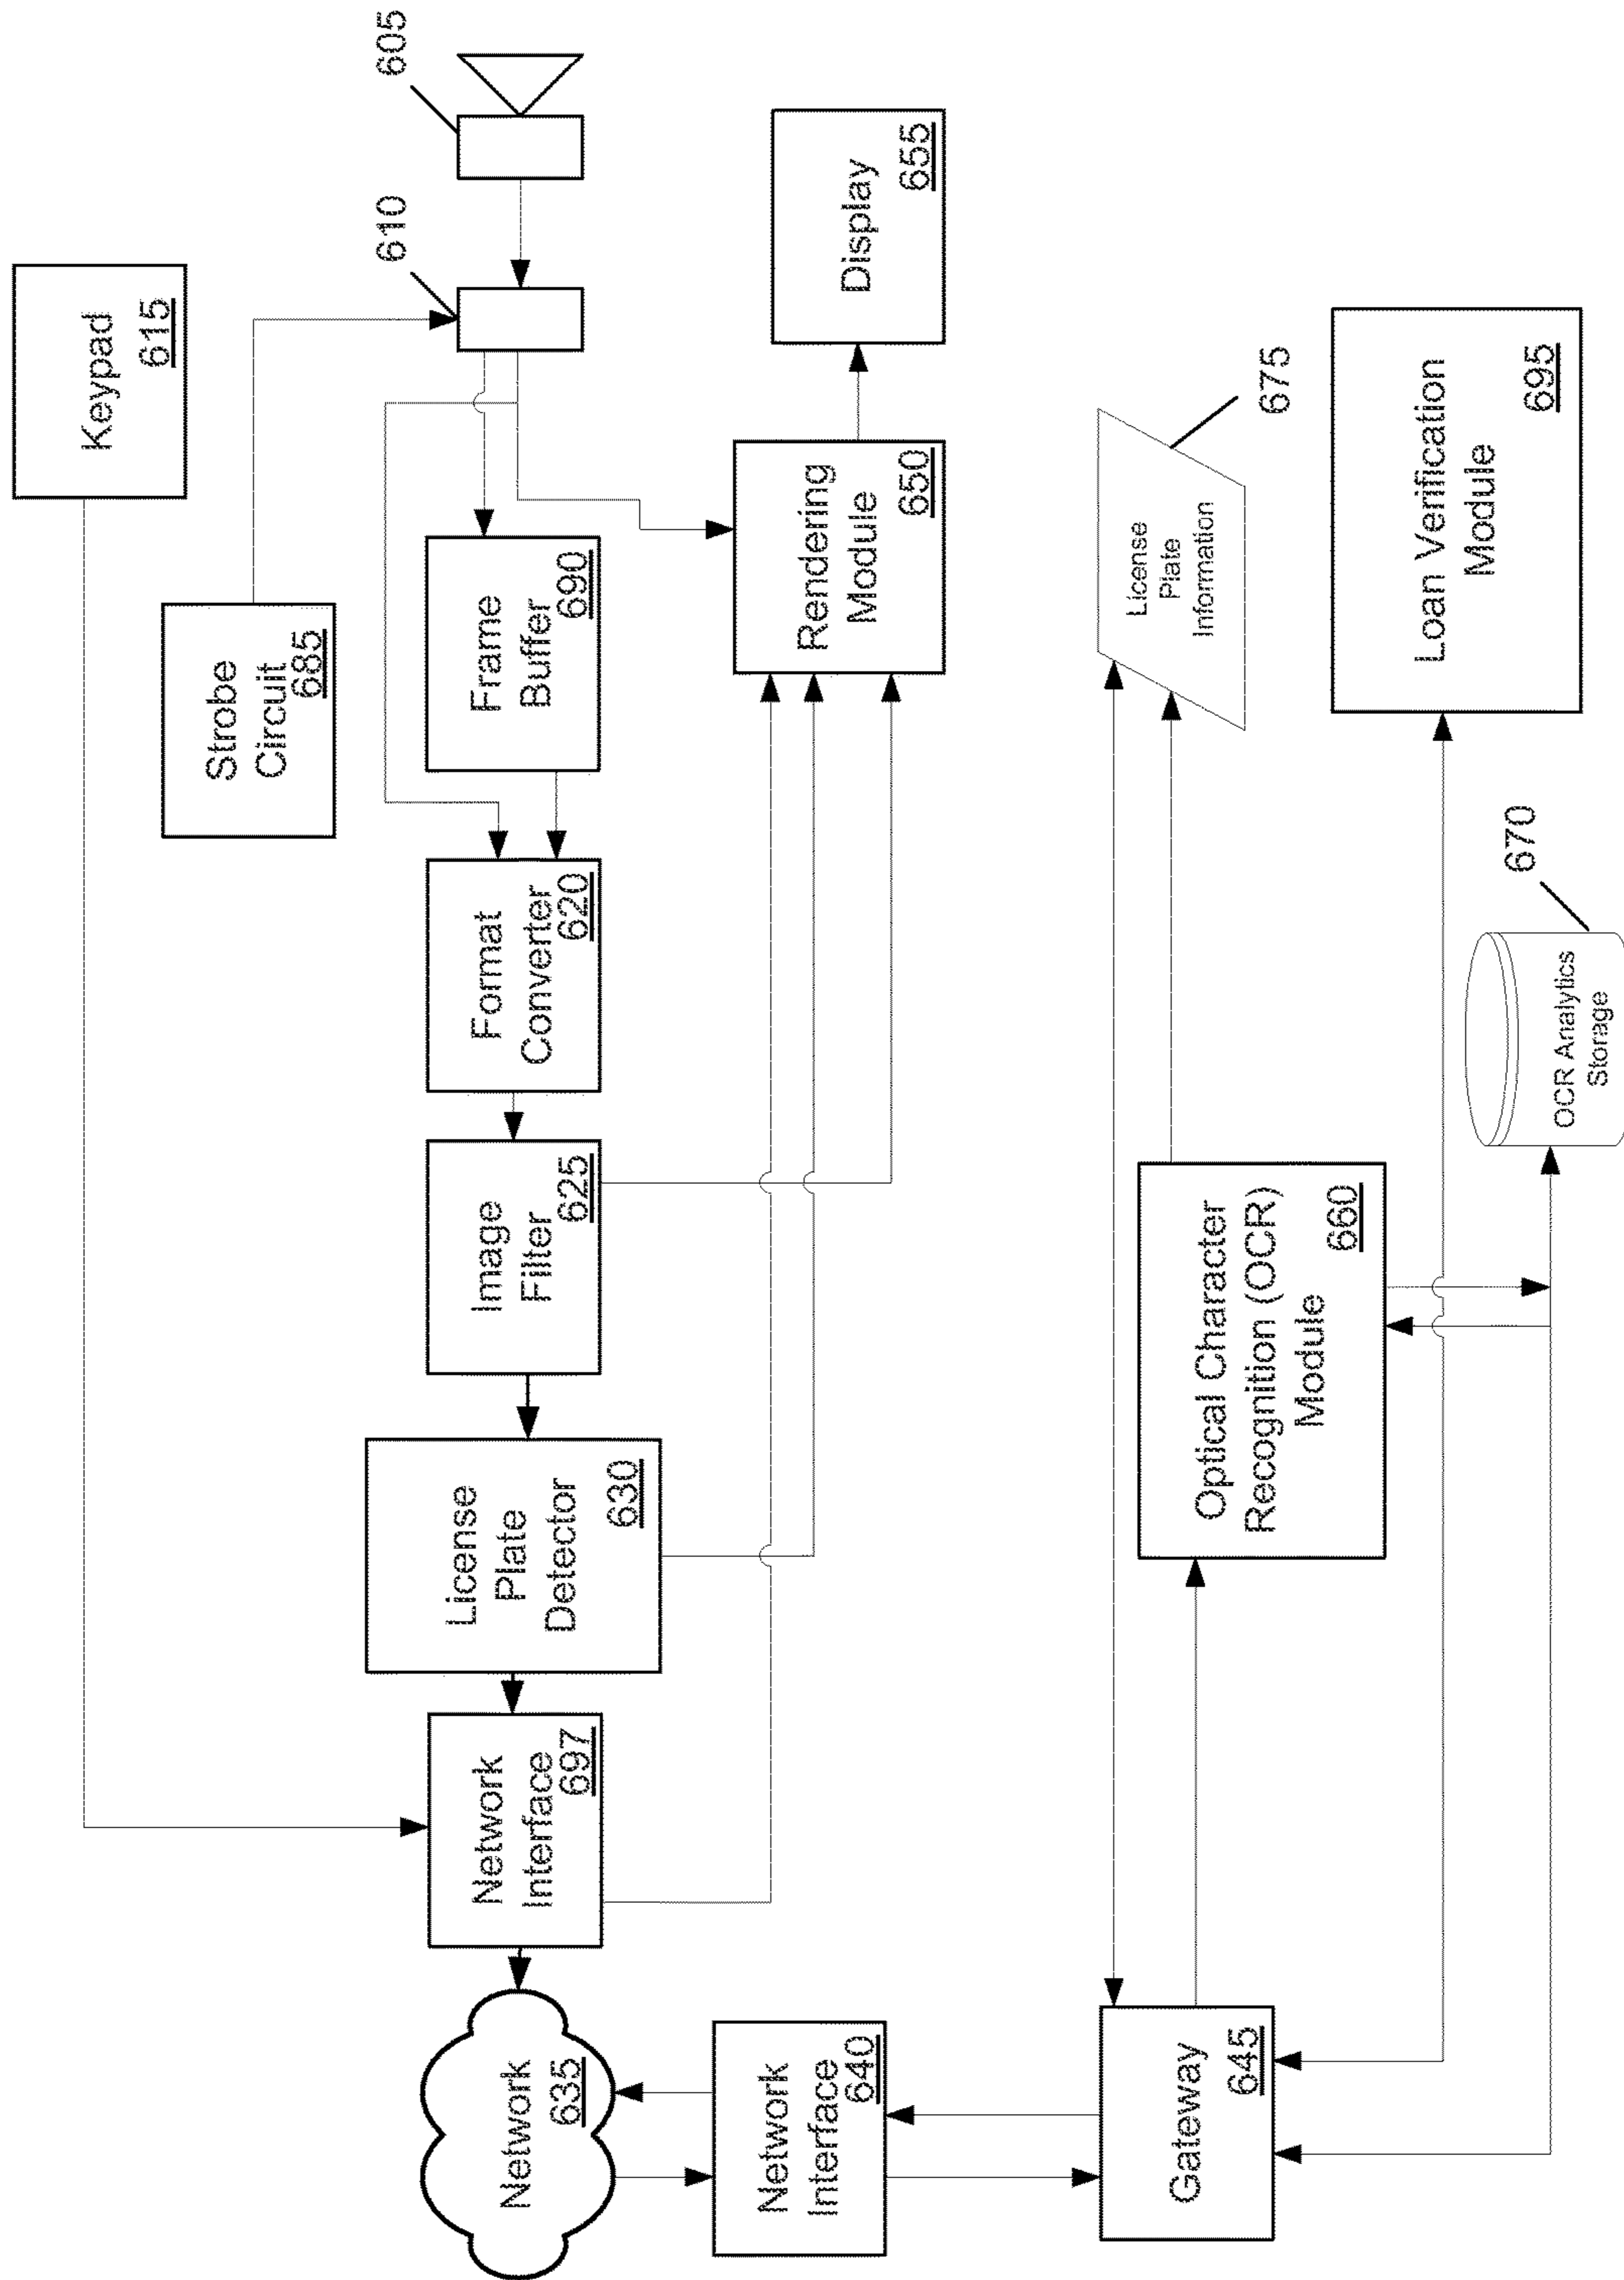 Keypad
615
Strobe
Circuit
685
605
610
Network
635
Network
Interface
697
License
Plate
Detector
630
Image
Filter
625
Format
Converter
620
Frame
Buffer
690
Network
Interface
640
Rendering
Module
650
Display
655
Gateway
645
Optical Character
Recognition (OCR)
Module
660
License
Plate
Information
675
Loan Verification
Module
695
OCR Analytics
Storage
670